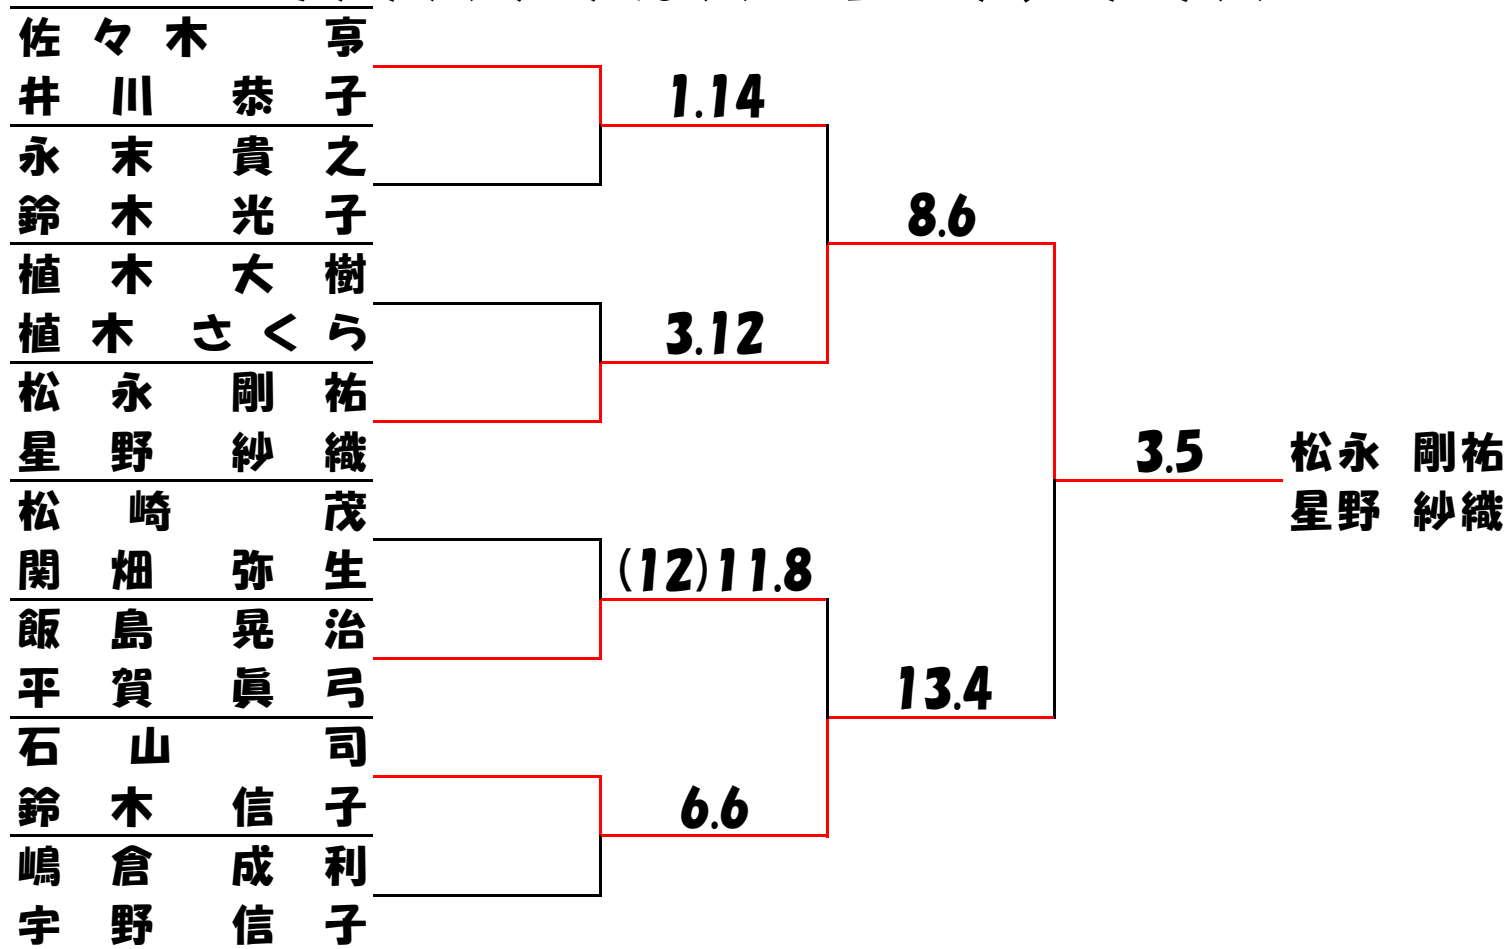 佐々木 亨
井川 恭子
1.14
永末 貴之
鈴木 光子
8.6
植木 大樹
植木 さくら
3.12
松永 剛祐
星野 紗織
3.5
松永 剛祐
星野 紗織
松崎 茂
関畑 弥生
(12)11.8
飯島 晃治
平賀 眞弓
13.4
石山 司
鈴木 信子
6.6
嶋倉 成利
宇野 信子